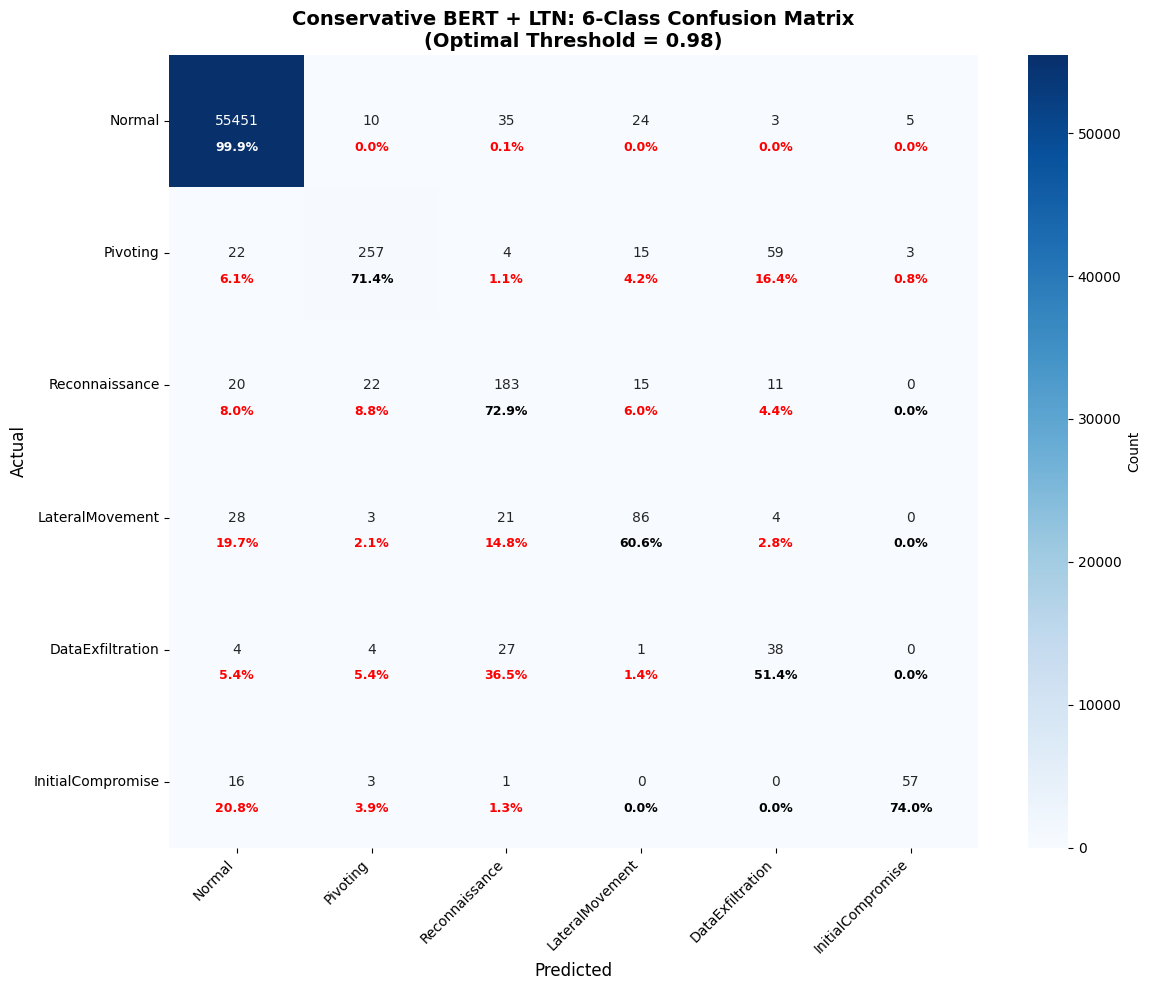 Conservative BERT + LTN: 6-Class Confusion Matrix
(Optimal Threshold = 0.98)
Normal 55451 10 35 24 3 5
99.9% 0.0% 0.1% 0.0% 0.0% 0.0%
Pivoting 22 257 4 15 59 3
6.1% 71.4% 1.1% 4.2% 16.4% 0.8%
Reconnaissance 20 22 183 15 11 0
8.0% 8.8% 72.9% 6.0% 4.4% 0.0%
LateralMovement 28 3 21 86 4 0
19.7% 2.1% 14.8% 60.6% 2.8% 0.0%
DataExfiltration 4 4 27 1 38 0
5.4% 5.4% 36.5% 1.4% 51.4% 0.0%
InitialCompromise 16 3 1 0 0 57
20.8% 3.9% 1.3% 0.0% 0.0% 74.0%
Actual
Normal Pivoting Reconnaissance LateralMovement DataExfiltration InitialCompromise
Predicted
50000
40000
30000
20000
10000
0
Count